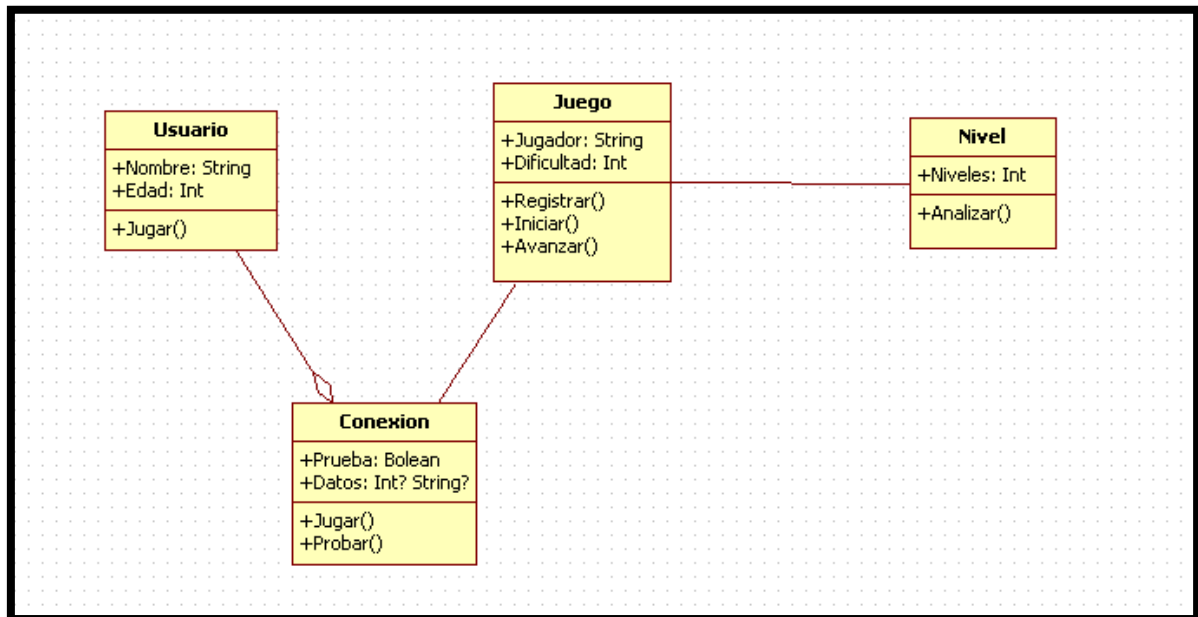 Usuario
+Nombre: String
+Edad: Int
+Jugar()
Juego
+Jugador: String
+Dificultad: Int
+Registrar()
+Iniciar()
+Avanzar()
Nivel
+Niveles: Int
+Analizar()
Conexion
+Prueba: Bolean
+Datos: Int? String?
+Jugar()
+Probar()